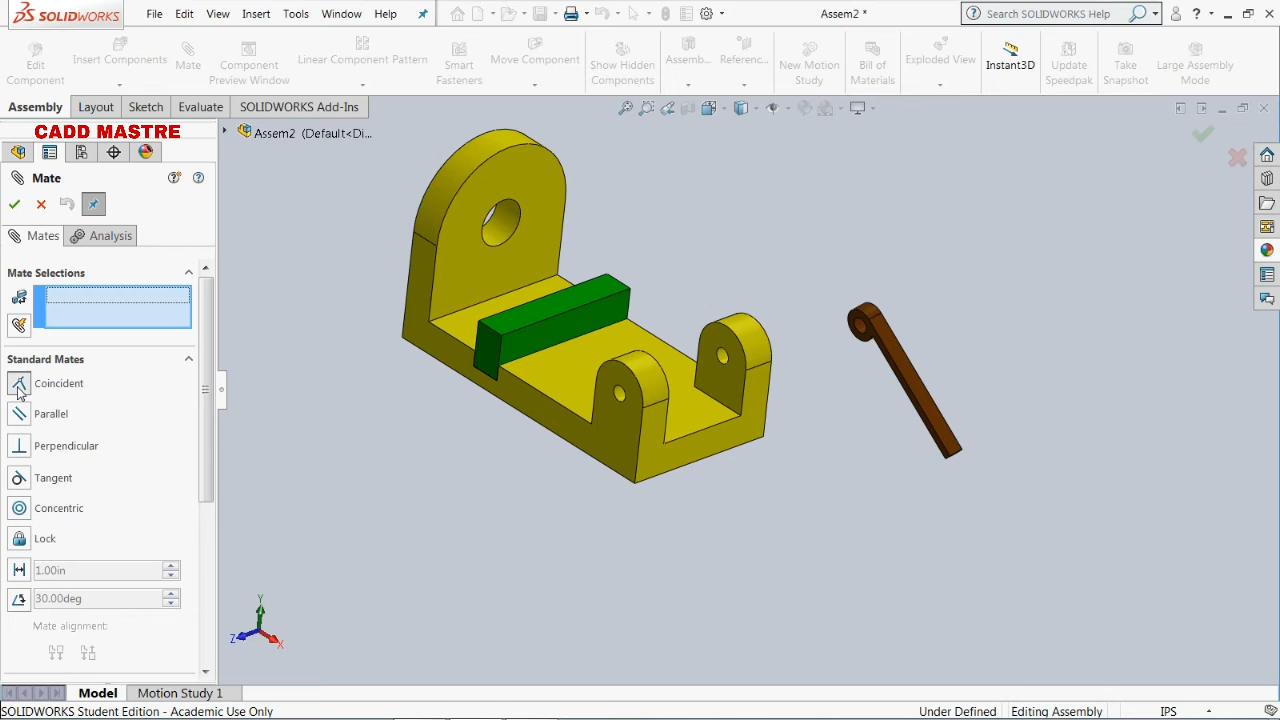 SOLIDWORKS
File Edit View Insert Tools Window Help
Assem2 *
Search SOLIDWORKS Help
Edit Component
Insert Components
Mate
Component Preview Window
Linear Component Pattern
Smart Fasteners
Move Component
Show Hidden Components
Assemb...
Referenc...
New Motion Study
Bill of Materials
Exploded View
Instant3D
Update Speedpak
Take Snapshot
Large Assembly Mode
Assembly Layout Sketch Evaluate SOLIDWORKS Add-Ins
CADD MASTRE
Assem2 (Default<Di...
Mate
Mates Analysis
Mate Selections
Standard Mates
Coincident
Parallel
Perpendicular
Tangent
Concentric
Lock
1.00in
30.00deg
Mate alignment:
Y
Z
X
Model Motion Study 1
SOLIDWORKS Student Edition - Academic Use Only
Under Defined Editing Assembly IPS